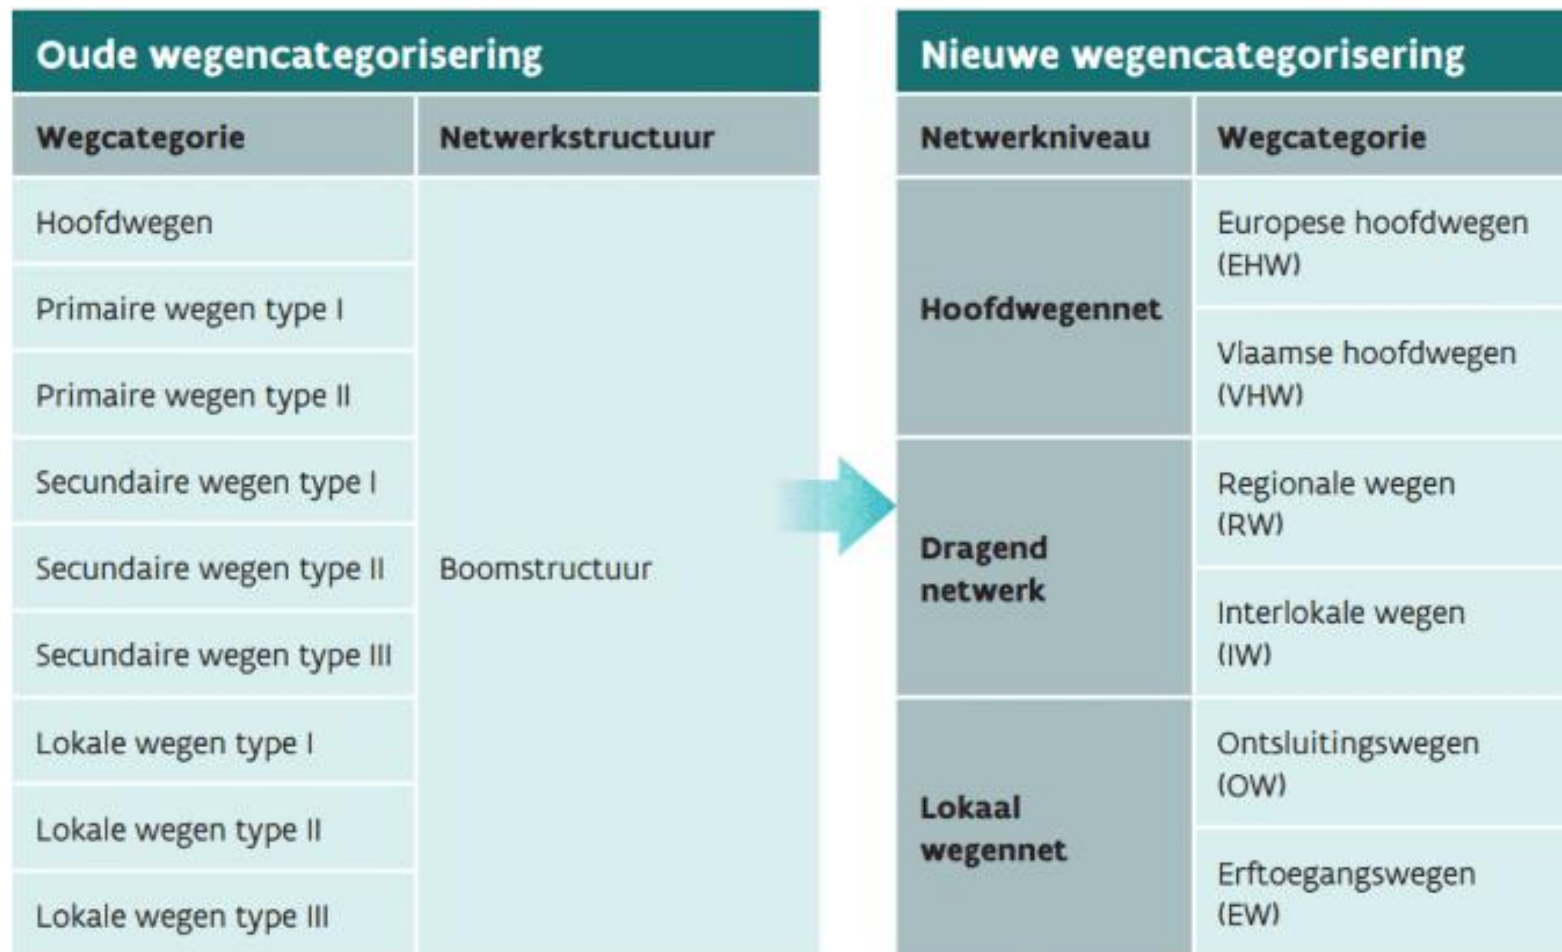 Oude wegencategorisering
Wegcategorie
Netwerkstructuur
Hoofdwegen
Primaire wegen type I
Primaire wegen type II
Secundaire wegen type I
Secundaire wegen type II
Secundaire wegen type III
Lokale wegen type I
Lokale wegen type II
Lokale wegen type III
Boomstructuur
Nieuwe wegencategorisering
Netwerkniveau
Wegcategorie
Hoofdwegennet
Europese hoofdwegen
(EHW)
Vlaamse hoofdwegen
(VHW)
Dragend
netwerk
Regionale wegen
(RW)
Interlokale wegen
(IW)
Lokaal
wegennet
Ontsluitingswegen
(OW)
Erftoegangswegen
(EW)